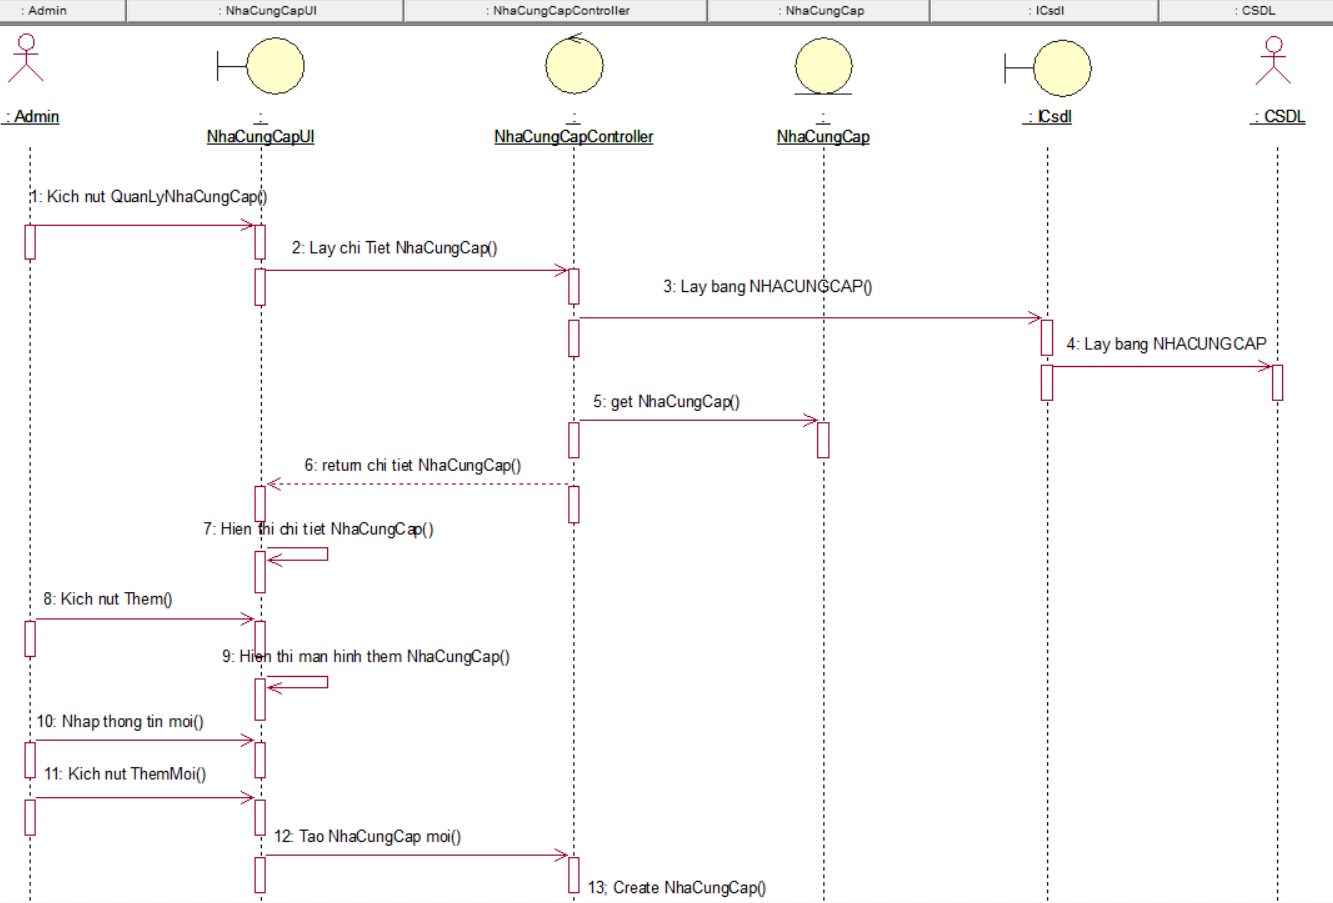 : Admin
: NhaCungCapUI
: NhaCungCapController
: NhaCungCap
: ICsdl
: CSDL
: Admin
:
NhaCungCapUI
:
NhaCungCapController
:
NhaCungCap
: ICsdl
: CSDL
1: Kich nut QuanLyNhaCungCap()
2: Lay chi Tiet NhaCungCap()
3: Lay bang NHACUNGCAP()
4: Lay bang NHACUNGCAP
5: get NhaCungCap()
6: return chi tiet NhaCungCap()
7: Hien thi chi tiet NhaCungCap()
8: Kich nut Them()
9: Hien thi man hinh them NhaCungCap()
10: Nhap thong tin moi()
11: Kich nut ThemMoi()
12: Tao NhaCungCap moi()
13; Create NhaCungCap()